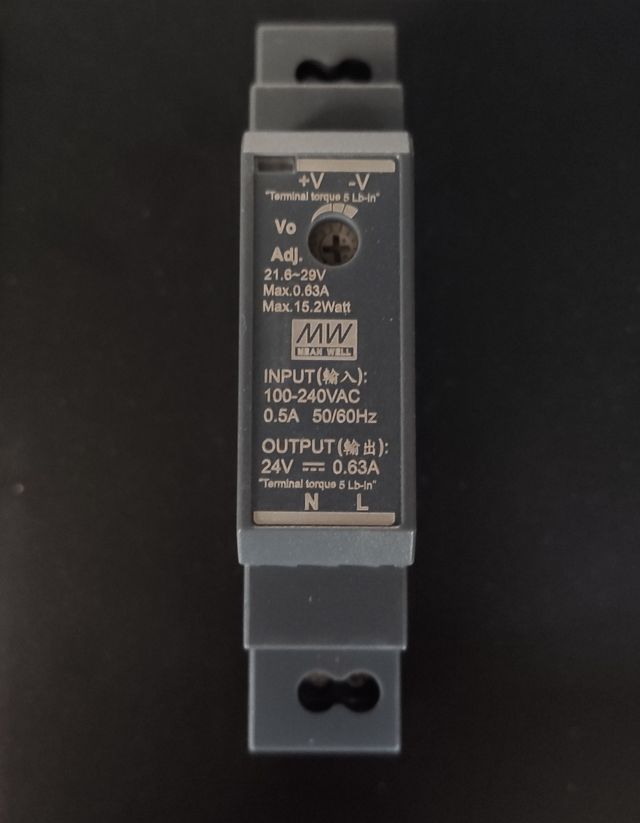 +V -V
"Terminal torque 5 Lb-in"
Vo
Adj.
21.6~29V
Max.0.63A
Max.15.2Watt
MW
MEAN WELL
INPUT(輸入):
100-240VAC
0.5A 50/60Hz
OUTPUT(輸出):
24V ⎓ 0.63A
"Terminal torque 5 Lb-in"
N L